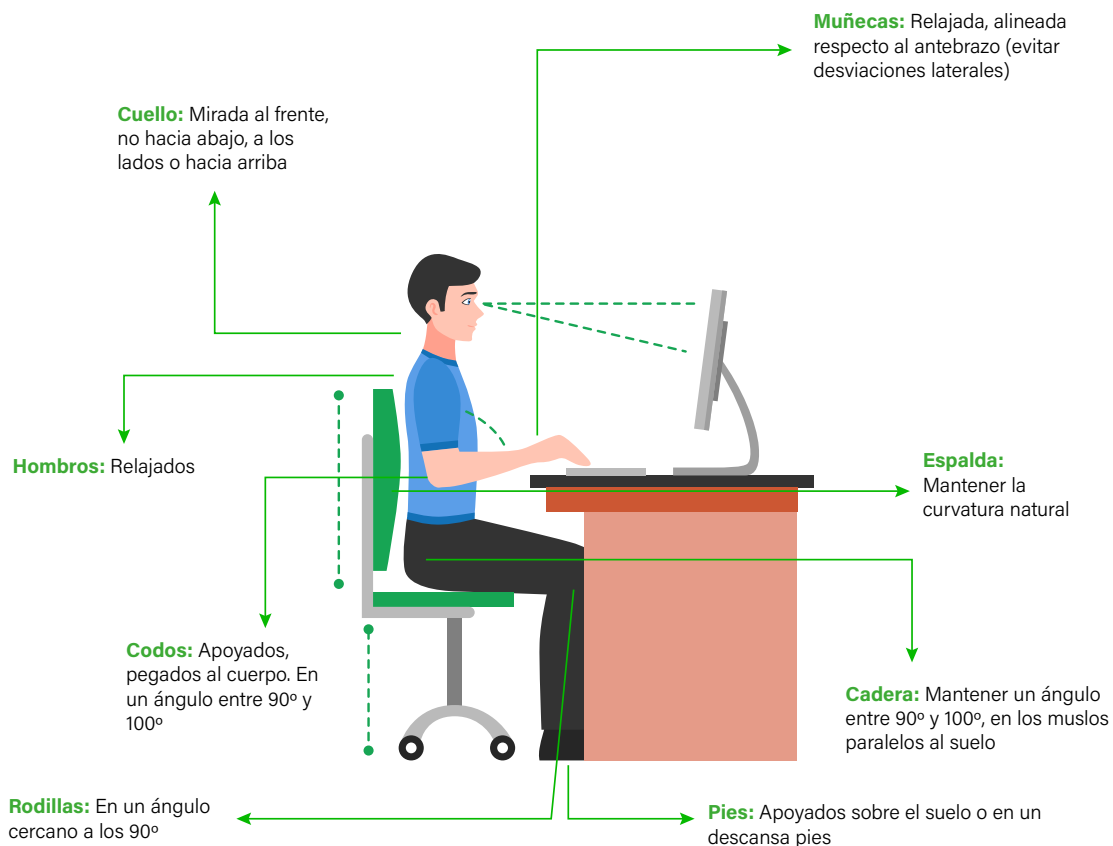 Muñecas: Relajada, alineada
respecto al antebrazo (evitar
desviaciones laterales)
Cuello: Mirada al frente,
no hacia abajo, a los
lados o hacia arriba
Hombros: Relajados
Espalda:
Mantener la
curvatura natural
Codos: Apoyados,
pegados al cuerpo. En
un ángulo entre 90º y
100º
Cadera: Mantener un ángulo
entre 90º y 100º, en los muslos
paralelos al suelo
Rodillas: En un ángulo
cercano a los 90º
Pies: Apoyados sobre el suelo o en un
descansa pies